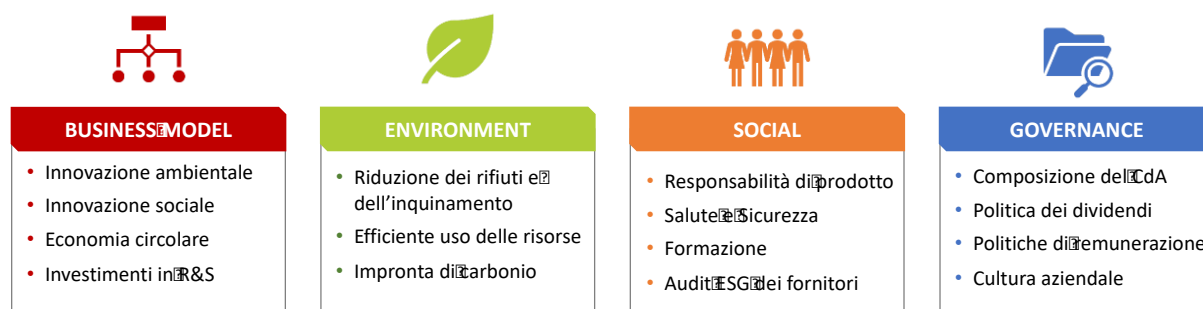 BUSINESS MODEL
• Innovazione ambientale
• Innovazione sociale
• Economia circolare
• Investimenti in R&S
ENVIRONMENT
• Riduzione dei rifiuti e
dell’inquinamento
• Efficiente uso delle risorse
• Impronta di carbonio
SOCIAL
• Responsabilità di prodotto
• Salute e Sicurezza
• Formazione
• Audit ESG dei fornitori
GOVERNANCE
• Composizione del CdA
• Politica dei dividendi
• Politiche di remunerazione
• Cultura aziendale